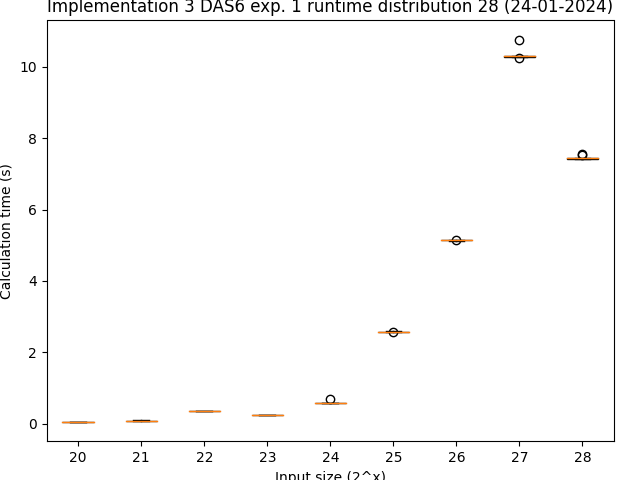 Implementation 3 DAS6 exp. 1 runtime distribution 28 (24-01-2024)
Calculation time (s)
10
8
6
4
2
0
20 21 22 23 24 25 26 27 28
Input size (2^x)